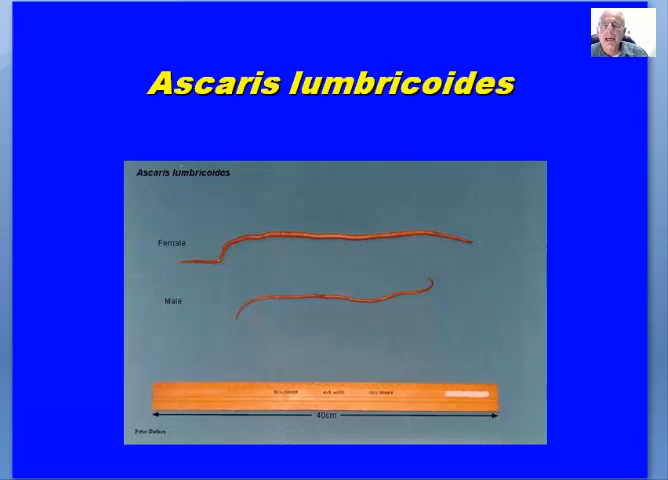 Ascaris lumbricoides
Ascaris lumbricoides
Female
Male
40cm
Peter Darben